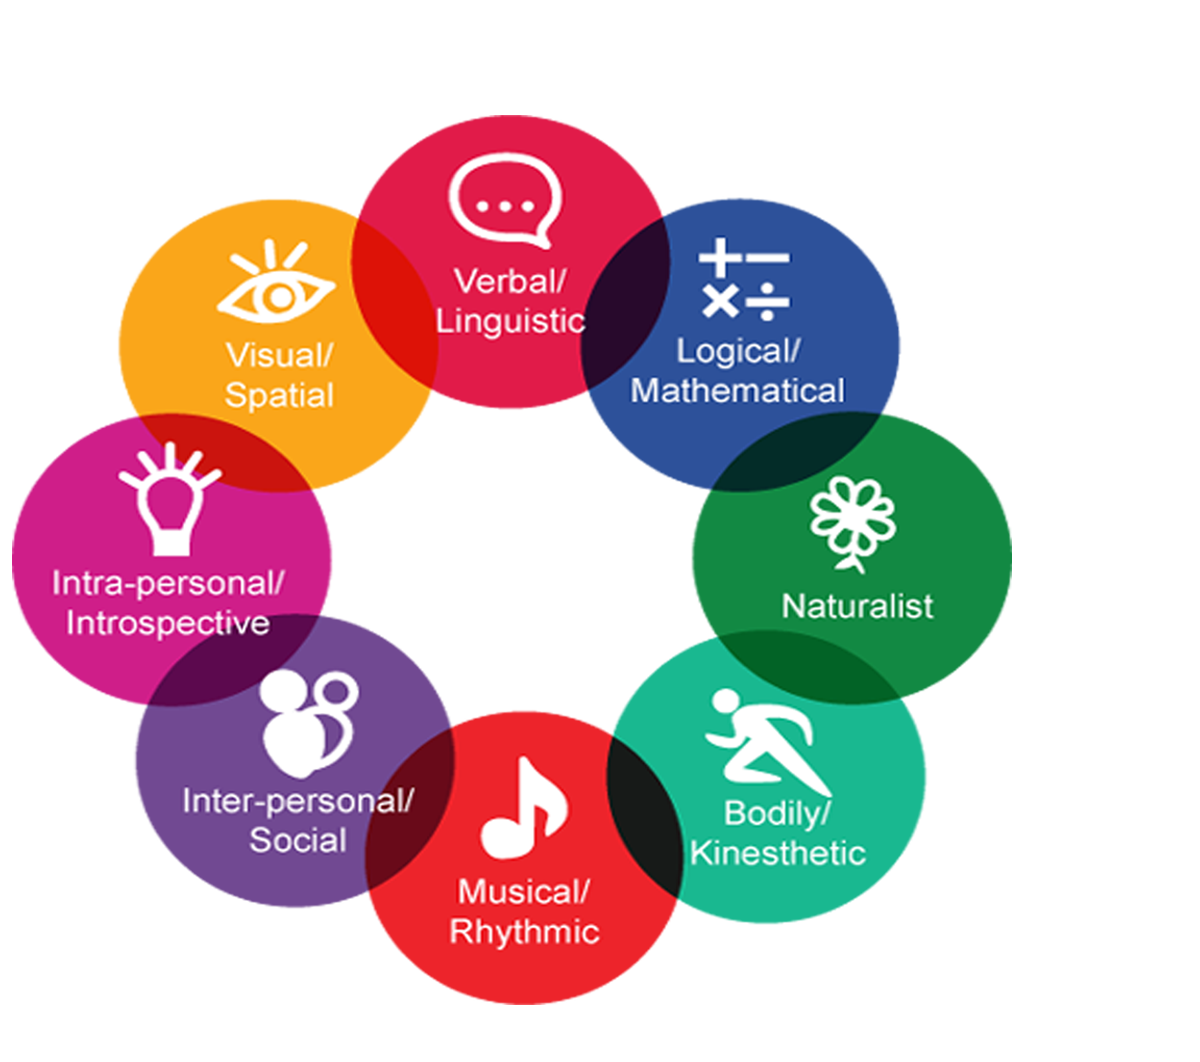 Verbal/
Linguistic
Logical/
Mathematical
Naturalist
Bodily/
Kinesthetic
Musical/
Rhythmic
Inter-personal/
Social
Intra-personal/
Introspective
Visual/
Spatial